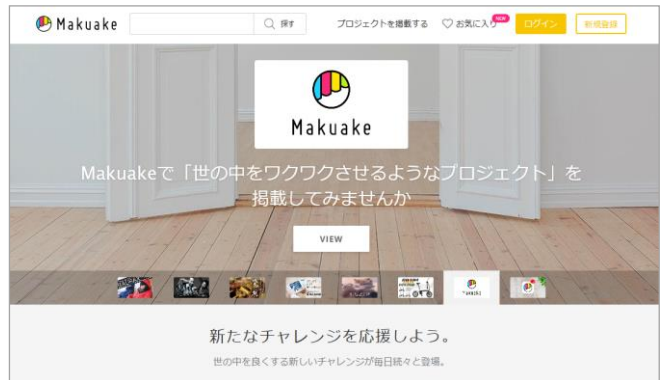 Makuake
探す
プロジェクトを掲載する
お気に入り
NEW
ログイン
新規登録
Makuake
Makuakeで「世の中をワクワクさせるようなプロジェクト」を
掲載してみませんか
VIEW
Makuake
新たなチャレンジを応援しよう。
世の中を良くする新しいチャレンジが毎日続々と登場。